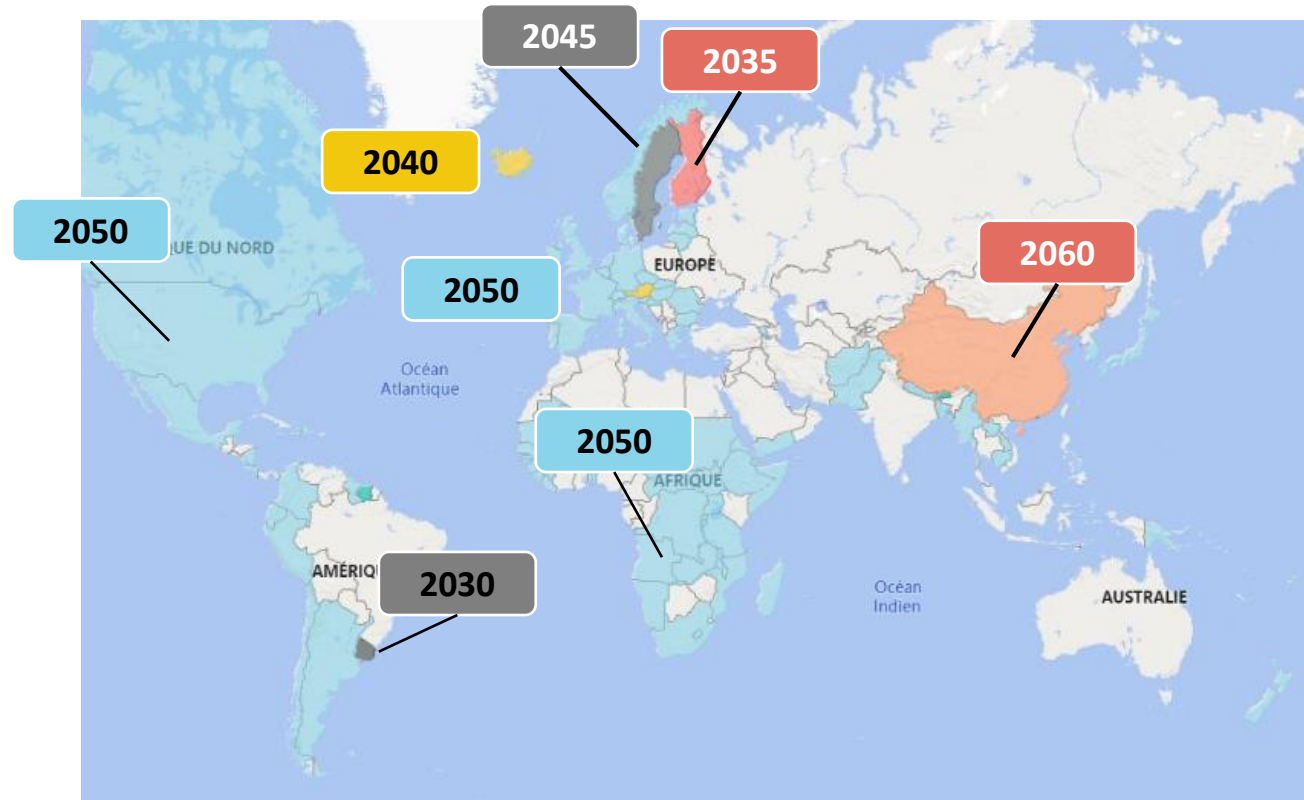 2045
2035
2040
2050
QUE DU NORD
2060
EUROPE
2050
Océan
Atlantique
2050
AFRIQUE
AMÉRIQ
2030
Océan
Indien
AUSTRALIE